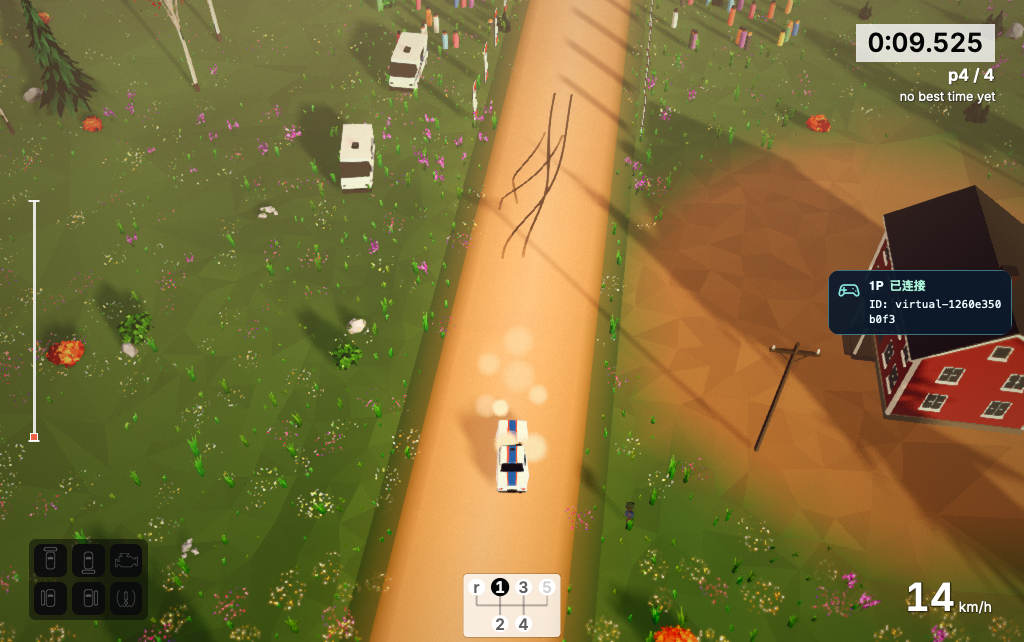 0:09.525
p4 / 4
no best time yet
1P 已连接
ID: virtual-1260e350
b0f3
r 1 3 5
2 4
14 km/h